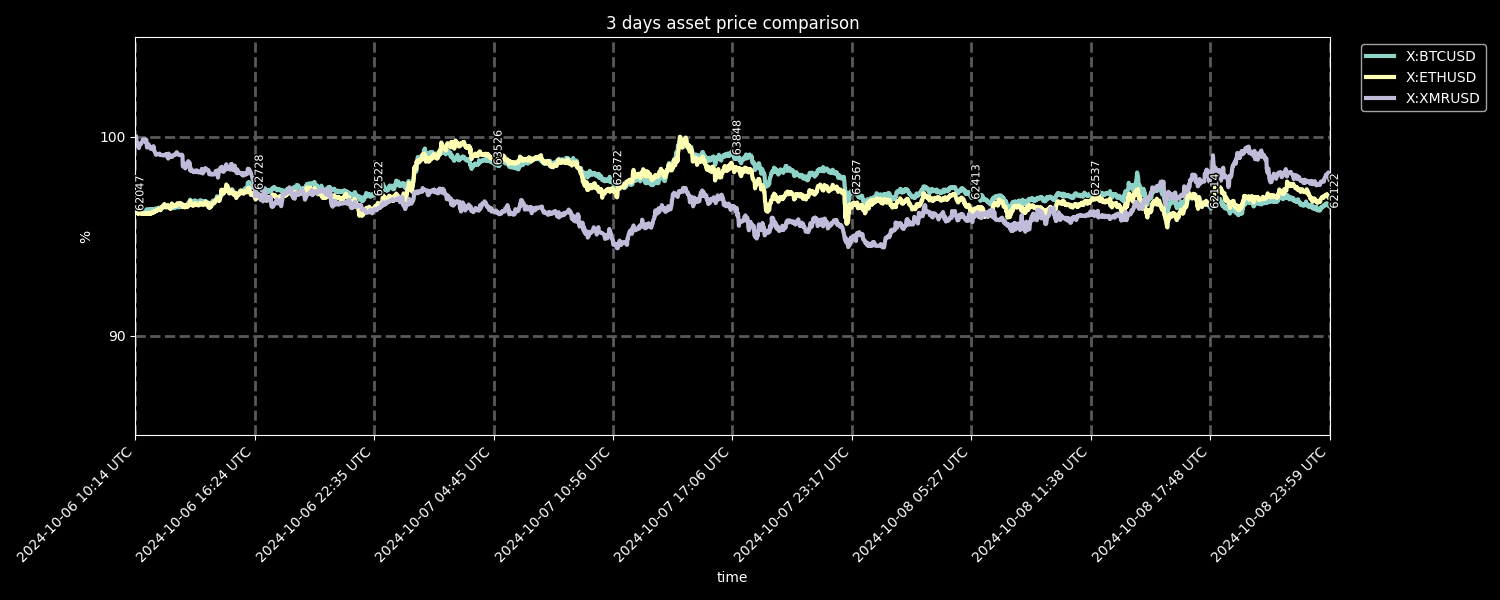 3 days asset price comparison
X:BTCUSD
X:ETHUSD
X:XMRUSD
100
90
%
62047
62728
62522
63526
62872
63848
62567
62413
62537
62122
2024-10-06 10:14 UTC
2024-10-06 16:24 UTC
2024-10-06 22:35 UTC
2024-10-07 04:45 UTC
2024-10-07 10:56 UTC
2024-10-07 17:06 UTC
2024-10-07 23:17 UTC
2024-10-08 05:27 UTC
2024-10-08 11:38 UTC
2024-10-08 17:48 UTC
2024-10-08 23:59 UTC
time